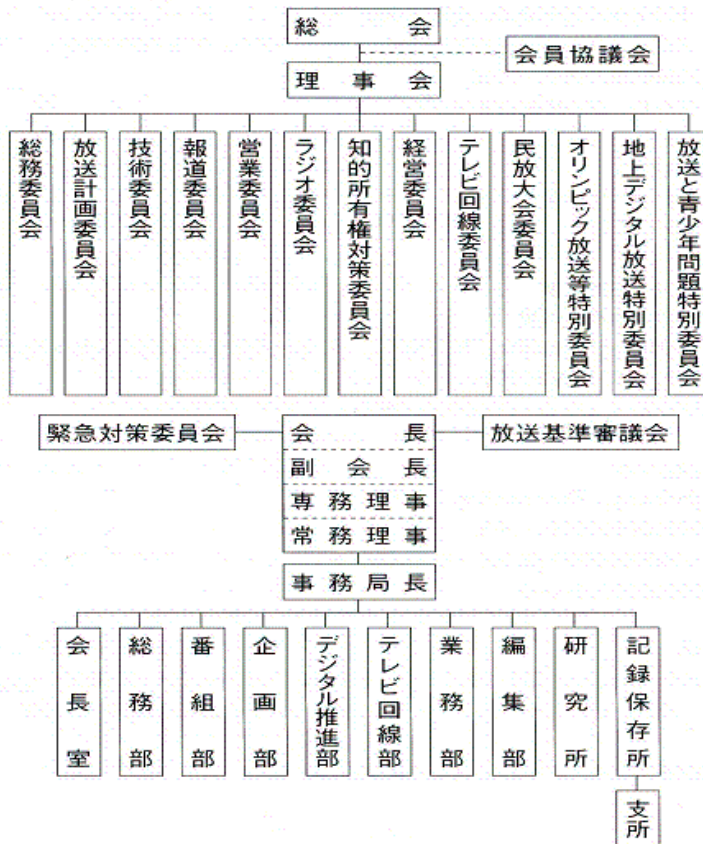 総会
会員協議会
理事会
総務委員会
放送計画委員会
技術委員会
報道委員会
営業委員会
ラジオ委員会
知的所有権対策委員会
経営委員会
テレビ回線委員会
民放大会委員会
オリンピック放送等特別委員会
地上デジタル放送特別委員会
放送と青少年問題特別委員会
緊急対策委員会
会長
放送基準審議会
副会長
専務理事
常務理事
事務局長
会長室
総務部
番組部
企画部
デジタル推進部
テレビ回線部
業務部
編集部
研究所
記録保存所
支所